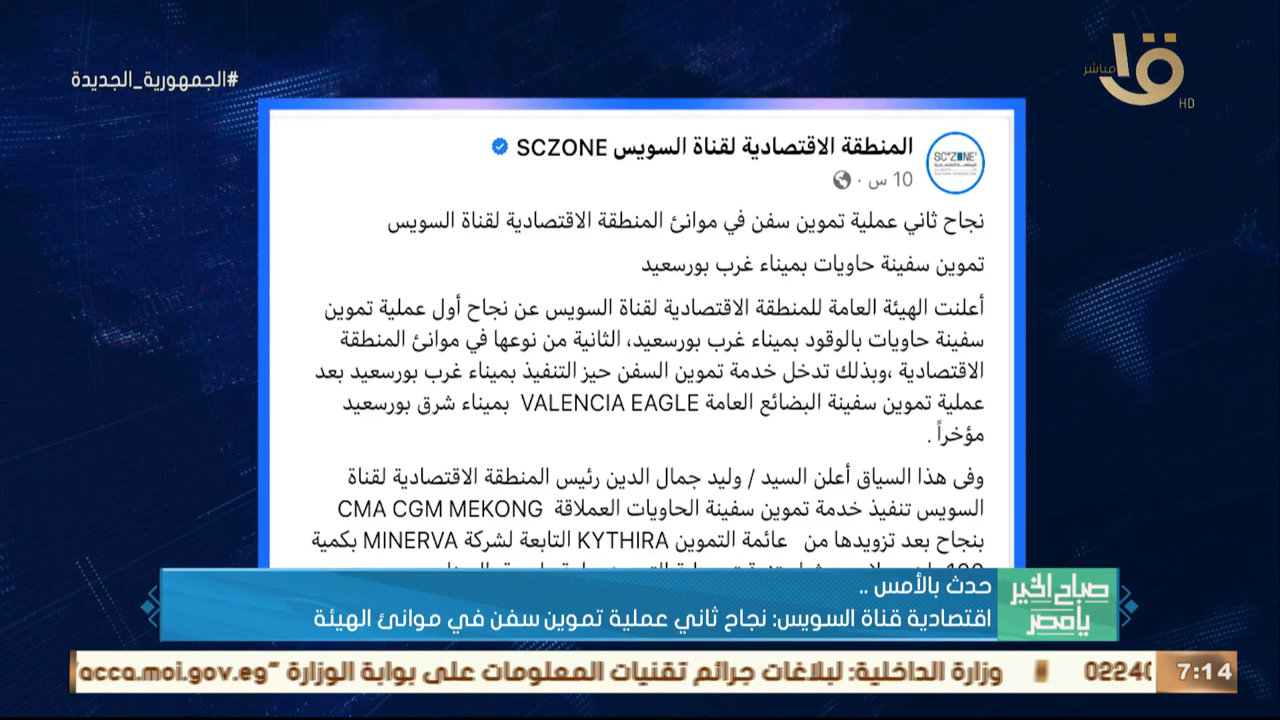 #الجمهورية_الجديدة
مباشر
HD
المنطقة الاقتصادية لقناة السويس SCZONE
10 س ·
نجاح ثاني عملية تموين سفن في موانئ المنطقة الاقتصادية لقناة السويس
تموين سفينة حاويات بميناء غرب بورسعيد
أعلنت الهيئة العامة للمنطقة الاقتصادية لقناة السويس عن نجاح أول عملية تموين
سفينة حاويات بالوقود بميناء غرب بورسعيد، الثانية من نوعها في موانئ المنطقة
الاقتصادية ،وبذلك تدخل خدمة تموين السفن حيز التنفيذ بميناء غرب بورسعيد بعد
عملية تموين سفينة البضائع العامة VALENCIA EAGLE بميناء شرق بورسعيد
مؤخراً .
وفى هذا السياق أعلن السيد / وليد جمال الدين رئيس المنطقة الاقتصادية لقناة
السويس تنفيذ خدمة تموين سفينة الحاويات العملاقة CMA CGM MEKONG
بنجاح بعد تزويدها من عائمة التموين KYTHIRA التابعة لشركة MINERVA بكمية
صباح الخير يا مصر
حدث بالأمس ..
اقتصادية قناة السويس: نجاح ثاني عملية تموين سفن في موانئ الهيئة
7:14
02240
وزارة الداخلية: لبلاغات جرائم تقنيات المعلومات على بوابة الوزارة "acca.moi.gov.eg